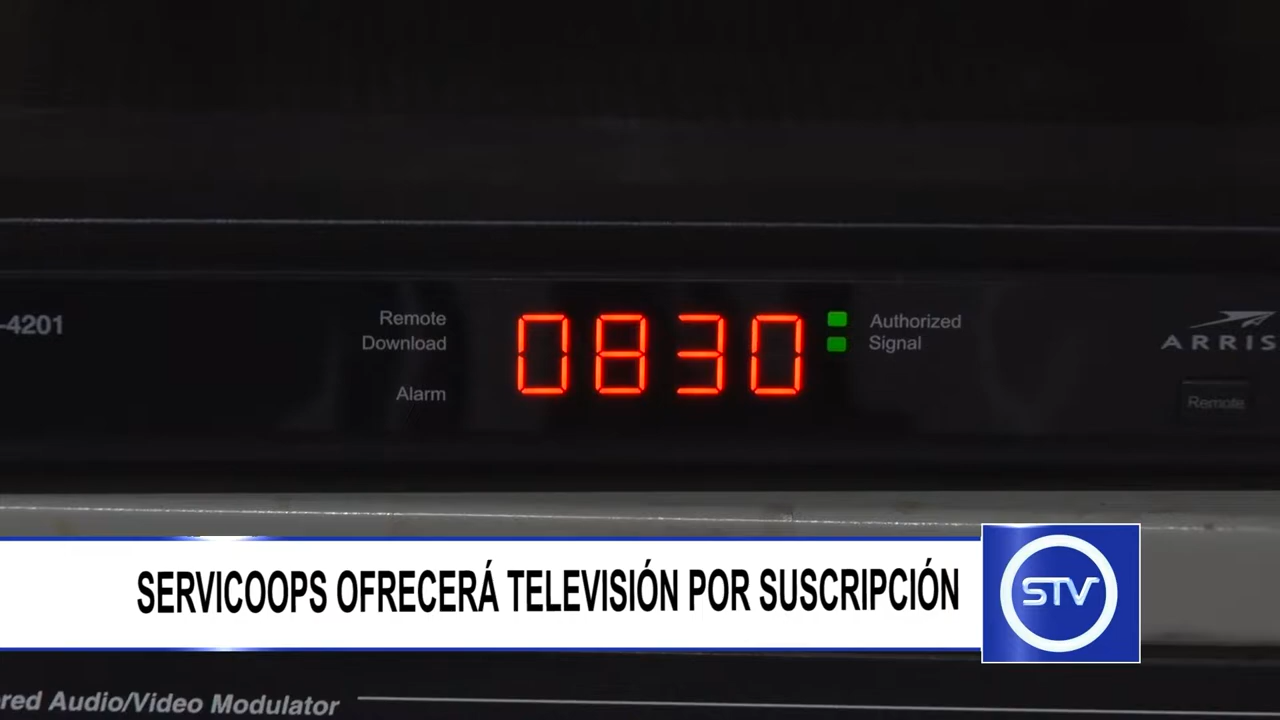 -4201
Remote
Download
Alarm
0830
Authorized
Signal
ARRIS
Remote
SERVICOOPS OFRECERÁ TELEVISIÓN POR SUSCRIPCIÓN
STV
red Audio/Video Modulator